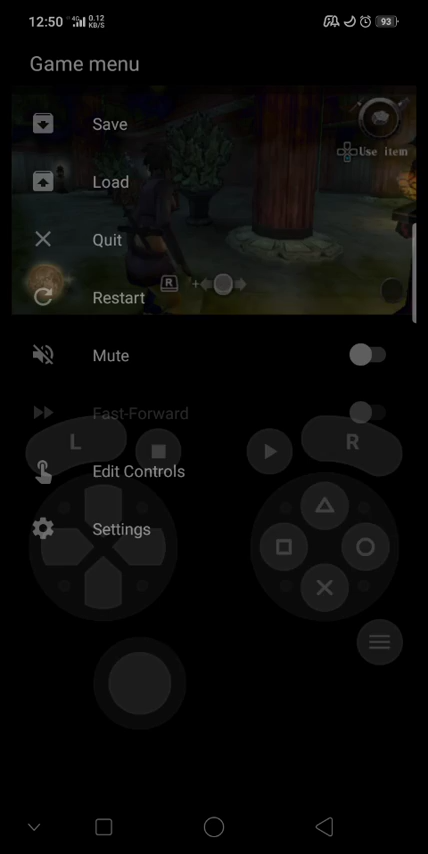 12:50 4G 0.12 KB/S 93
Game menu
Save
Use item
Load
Quit
R +
Restart
Mute
Fast-Forward
L R
Edit Controls
Settings